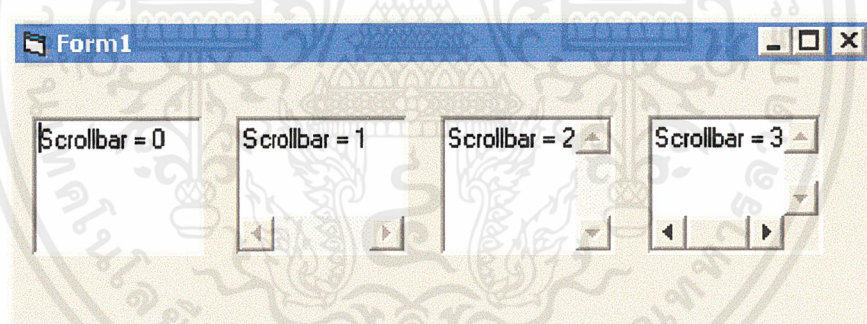 Form1
Scrollbar = 0
Scrollbar = 1
Scrollbar = 2
Scrollbar = 3